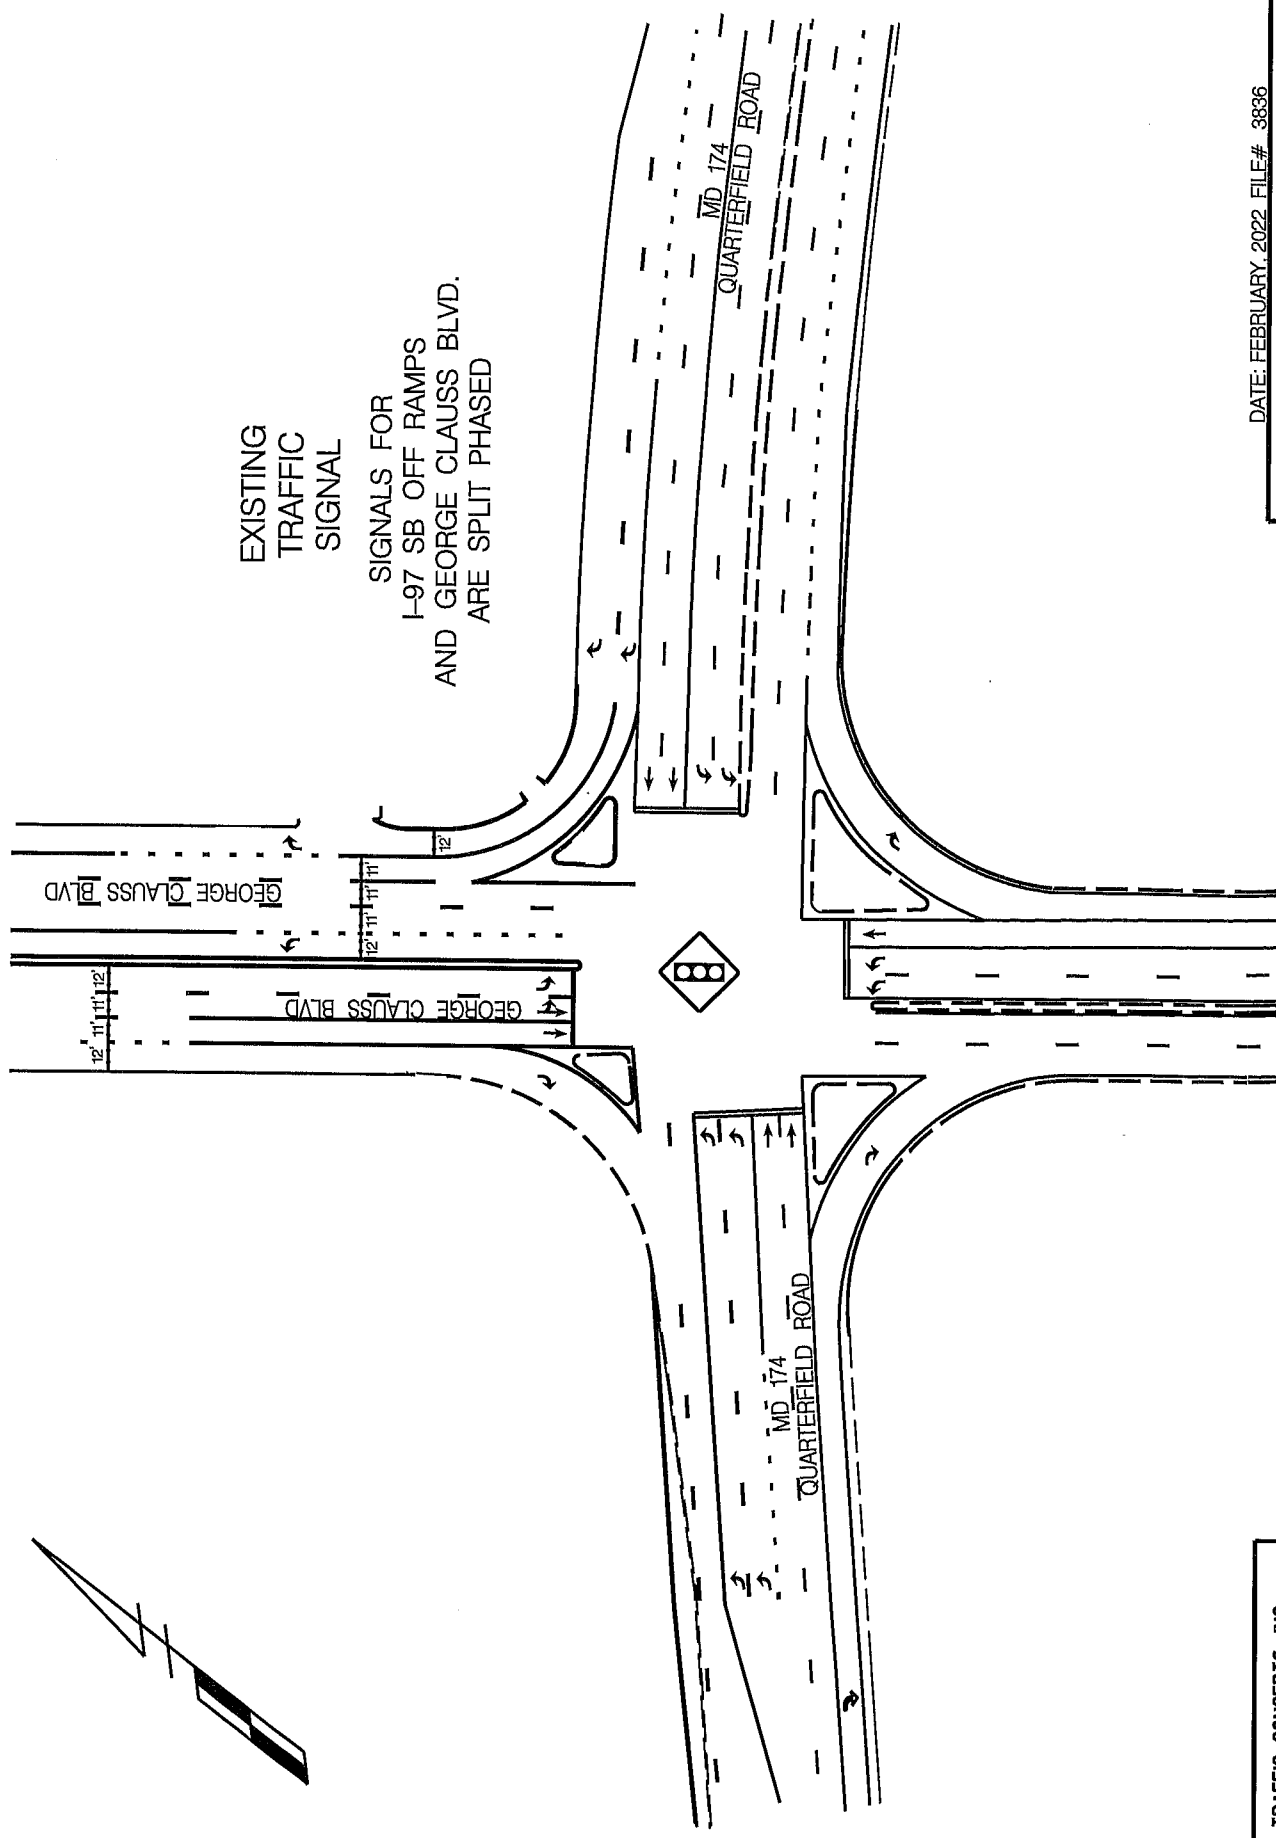 EXISTING
TRAFFIC
SIGNAL
SIGNALS FOR
I-97 SB OFF RAMPS
AND GEORGE CLAUSS BLVD.
ARE SPLIT PHASED
MD 174
QUARTERFIELD ROAD
GEORGE CLAUSS BLVD
12'
11'
11'
11'
12'
12'
11'
11'
12'
GEORGE CLAUSS BLVD
MD 174
QUARTERFIELD ROAD
DATE: FEBRUARY, 2022 FILE# 3836